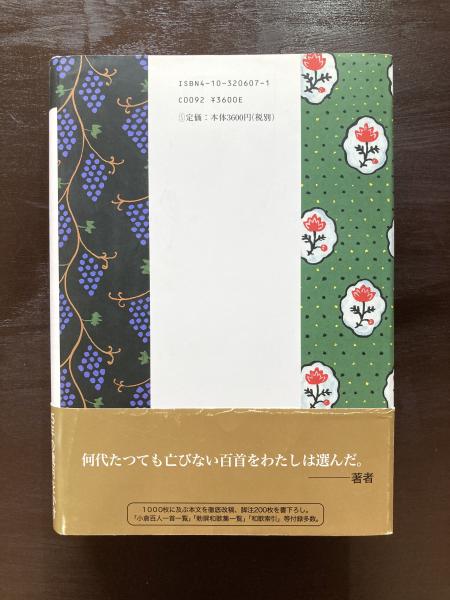 ISBN4-10-320607-1
C0092 ¥3600E
Ⓢ定価：本体3600円(税別)
何代たつても亡びない百首をわたしは選んだ。
――著者
1000枚に及ぶ本文を徹底改稿、脚注200枚を書下ろし。
「小倉百人一首一覧」「勅撰和歌集一覧」「和歌索引」等付録多数。